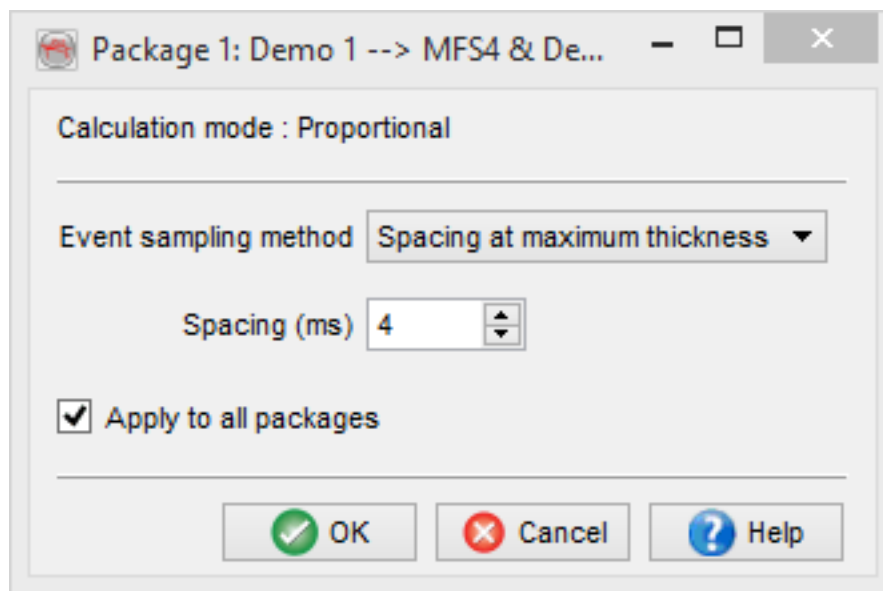 Package 1: Demo 1 --> MFS4 & De...
Calculation mode : Proportional
Event sampling method Spacing at maximum thickness
Spacing (ms) 4
Apply to all packages
OK Cancel Help